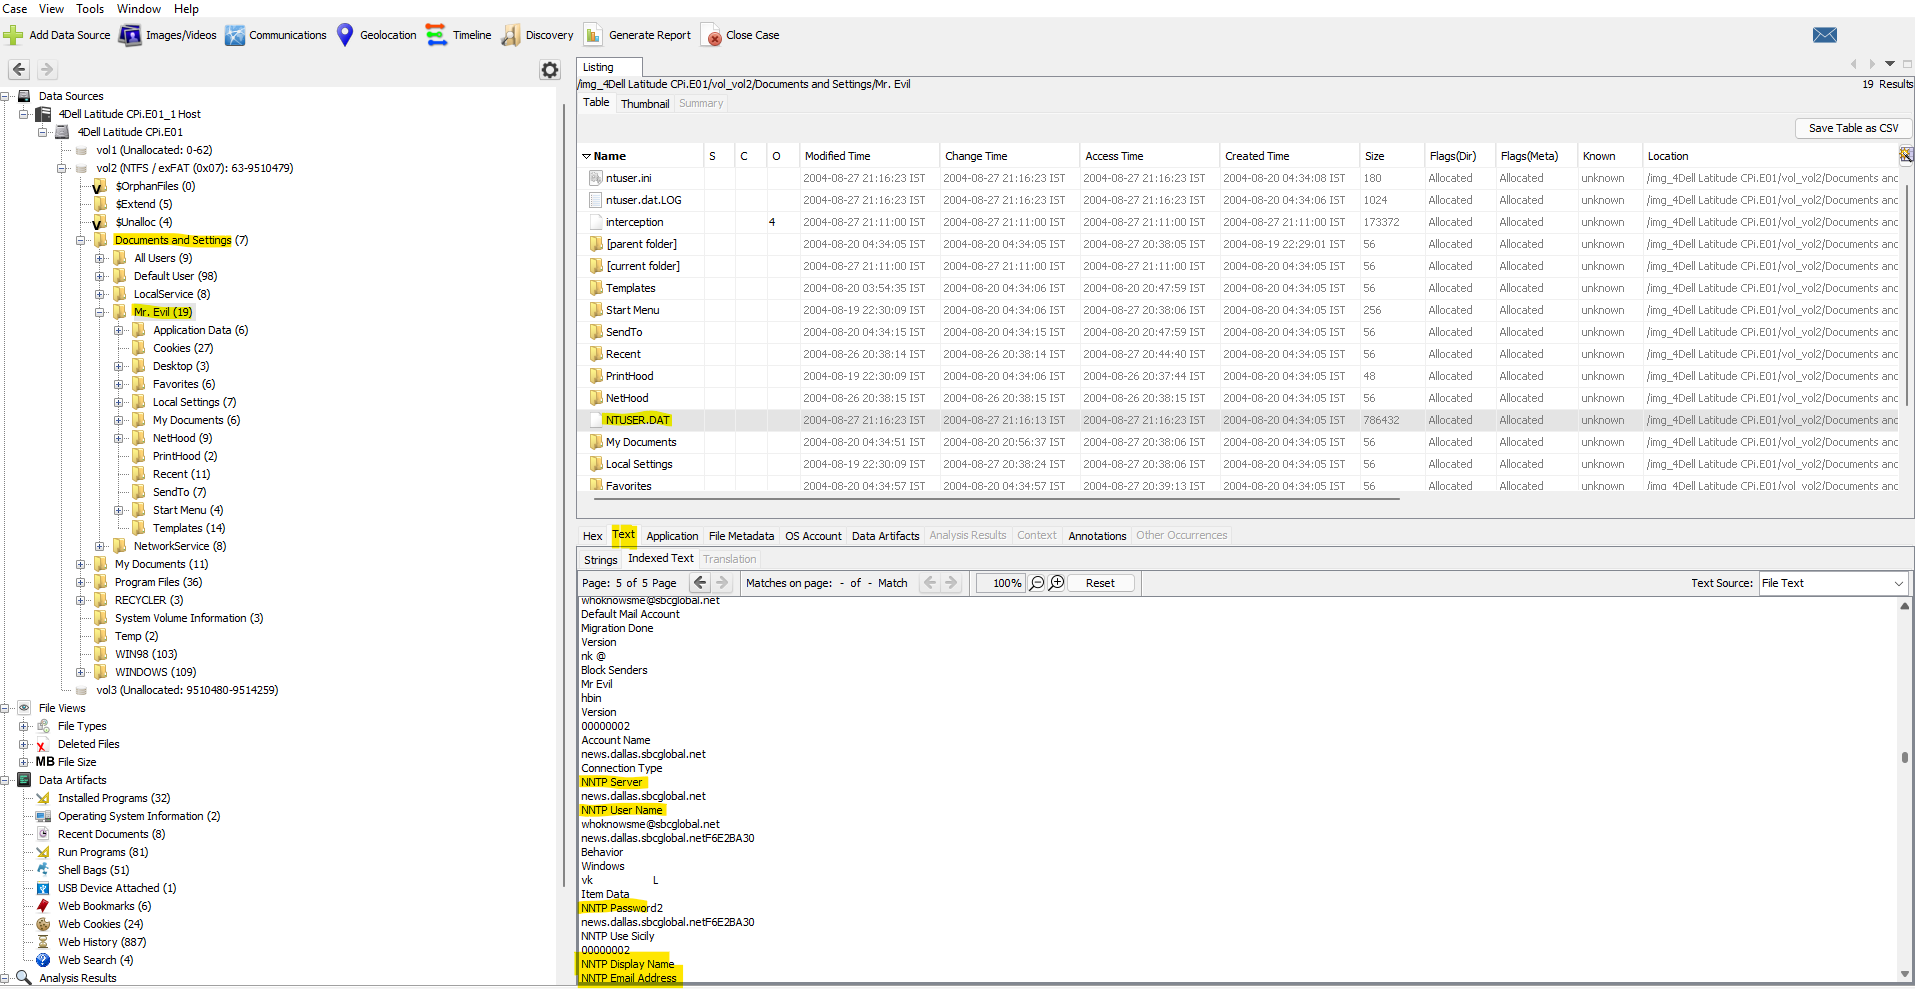 Case View Tools Window Help
Add Data Source Images/Videos Communications Geolocation Timeline Discovery Generate Report Close Case
Data Sources
4Dell Latitude CPi.E01_1 Host
4Dell Latitude CPi.E01
vol1 (Unallocated: 0-62)
vol2 (NTFS / exFAT (0x07): 63-9510479)
$OrphanFiles (0)
$Extend (5)
$Unalloc (4)
Documents and Settings (7)
All Users (9)
Default User (98)
LocalService (8)
Mr. Evil (19)
Application Data (6)
Cookies (27)
Desktop (3)
Favorites (6)
Local Settings (7)
My Documents (6)
NetHood (9)
PrintHood (2)
Recent (11)
SendTo (7)
Start Menu (4)
Templates (14)
NetworkService (8)
My Documents (11)
Program Files (36)
RECYCLER (3)
System Volume Information (3)
Temp (2)
WIN98 (103)
WINDOWS (109)
vol3 (Unallocated: 9510480-9514259)
File Views
File Types
Deleted Files
MB File Size
Data Artifacts
Installed Programs (32)
Operating System Information (2)
Recent Documents (8)
Run Programs (81)
Shell Bags (51)
USB Device Attached (1)
Web Bookmarks (6)
Web Cookies (24)
Web History (887)
Web Search (4)
Analysis Results
Listing
/img_4Dell Latitude CPi.E01/vol_vol2/Documents and Settings/Mr. Evil 19 Results
Table Thumbnail Summary
Save Table as CSV
Name S C O Modified Time Change Time Access Time Created Time Size Flags(Dir) Flags(Meta) Known Location
ntuser.ini 2004-08-27 21:16:23 IST 2004-08-27 21:16:23 IST 2004-08-27 21:16:23 IST 2004-08-20 04:34:08 IST 180 Allocated Allocated unknown /img_4Dell Latitude CPi.E01/vol_vol2/Documents anc
ntuser.dat.LOG 2004-08-27 21:16:23 IST 2004-08-27 21:16:23 IST 2004-08-27 21:16:23 IST 2004-08-20 04:34:06 IST 1024 Allocated Allocated unknown /img_4Dell Latitude CPi.E01/vol_vol2/Documents anc
interception 4 2004-08-27 21:11:00 IST 2004-08-27 21:11:00 IST 2004-08-27 21:11:00 IST 2004-08-27 21:11:00 IST 173372 Allocated Allocated unknown /img_4Dell Latitude CPi.E01/vol_vol2/Documents anc
[parent folder] 2004-08-20 04:34:05 IST 2004-08-20 04:34:05 IST 2004-08-27 20:38:05 IST 2004-08-19 22:29:01 IST 56 Allocated Allocated unknown /img_4Dell Latitude CPi.E01/vol_vol2/Documents anc
[current folder] 2004-08-27 21:11:00 IST 2004-08-27 21:11:00 IST 2004-08-27 21:11:00 IST 2004-08-20 04:34:05 IST 56 Allocated Allocated unknown /img_4Dell Latitude CPi.E01/vol_vol2/Documents anc
Templates 2004-08-20 03:54:35 IST 2004-08-20 04:34:06 IST 2004-08-20 20:47:59 IST 2004-08-20 04:34:05 IST 56 Allocated Allocated unknown /img_4Dell Latitude CPi.E01/vol_vol2/Documents anc
Start Menu 2004-08-19 22:30:09 IST 2004-08-20 04:34:06 IST 2004-08-27 20:38:06 IST 2004-08-20 04:34:05 IST 256 Allocated Allocated unknown /img_4Dell Latitude CPi.E01/vol_vol2/Documents anc
SendTo 2004-08-20 04:34:15 IST 2004-08-20 04:34:15 IST 2004-08-20 20:47:59 IST 2004-08-20 04:34:05 IST 56 Allocated Allocated unknown /img_4Dell Latitude CPi.E01/vol_vol2/Documents anc
Recent 2004-08-26 20:38:14 IST 2004-08-26 20:38:14 IST 2004-08-27 20:44:40 IST 2004-08-20 04:34:05 IST 56 Allocated Allocated unknown /img_4Dell Latitude CPi.E01/vol_vol2/Documents anc
PrintHood 2004-08-19 22:30:09 IST 2004-08-20 04:34:06 IST 2004-08-26 20:37:44 IST 2004-08-20 04:34:05 IST 48 Allocated Allocated unknown /img_4Dell Latitude CPi.E01/vol_vol2/Documents anc
NetHood 2004-08-26 20:38:15 IST 2004-08-26 20:38:15 IST 2004-08-26 20:38:15 IST 2004-08-20 04:34:05 IST 56 Allocated Allocated unknown /img_4Dell Latitude CPi.E01/vol_vol2/Documents anc
NTUSER.DAT 2004-08-27 21:16:23 IST 2004-08-27 21:16:13 IST 2004-08-27 21:16:23 IST 2004-08-20 04:34:05 IST 786432 Allocated Allocated unknown /img_4Dell Latitude CPi.E01/vol_vol2/Documents anc
My Documents 2004-08-20 04:34:51 IST 2004-08-20 20:56:37 IST 2004-08-27 20:38:06 IST 2004-08-20 04:34:05 IST 56 Allocated Allocated unknown /img_4Dell Latitude CPi.E01/vol_vol2/Documents anc
Local Settings 2004-08-19 22:30:09 IST 2004-08-27 20:38:24 IST 2004-08-27 20:38:06 IST 2004-08-20 04:34:05 IST 56 Allocated Allocated unknown /img_4Dell Latitude CPi.E01/vol_vol2/Documents anc
Favorites 2004-08-20 04:34:57 IST 2004-08-20 04:34:57 IST 2004-08-27 20:39:13 IST 2004-08-20 04:34:05 IST 56 Allocated Allocated unknown /img_4Dell Latitude CPi.E01/vol_vol2/Documents anc
Hex Text Application File Metadata OS Account Data Artifacts Analysis Results Context Annotations Other Occurrences
Strings Indexed Text Translation
Page: 5 of 5 Page Matches on page: - of - Match 100% Reset Text Source: File Text
whoknowsme@sbcglobal.net
Default Mail Account
Migration Done
Version
nk @
Block Senders
Mr Evil
hbin
Version
00000002
Account Name
news.dallas.sbcglobal.net
Connection Type
NNTP Server
news.dallas.sbcglobal.net
NNTP User Name
whoknowsme@sbcglobal.net
news.dallas.sbcglobal.netF6E2BA30
Behavior
Windows
vk L
Item Data
NNTP Password2
news.dallas.sbcglobal.netF6E2BA30
NNTP Use Sicily
00000002
NNTP Display Name
NNTP Email Address